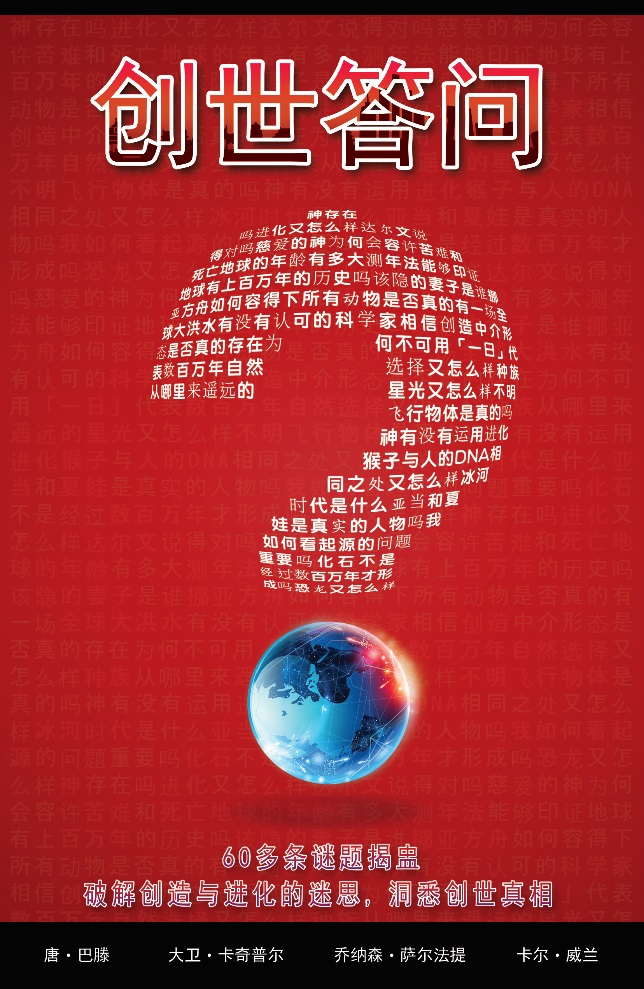 创世答问
神存在
吗进化又怎么样达尔文说
得对吗慈爱的神为何会容许苦难和
死亡地球的年龄有多大测年法能够印证
地球有上百万年的历史吗该隐的妻子是谁挪
亚方舟如何容得下所有动物是否真的有一场全
球大洪水有没有认可的科学家相信创造中介形
态是否真的存在为何不可用「一日」代
表数百万年自然选择又怎么样种族
从哪里来遥远的星光又怎么样不明
飞行物体是真的吗
神有没有运用进化
猴子与人的DNA相
同之处又怎么样冰河
时代是什么亚当和夏
娃是真实的人物吗我
如何看起源的问题
重要吗化石不是
经过数百万年才形
成吗恐龙又怎么样
60多条谜题揭蛊
破解创造与进化的迷思，洞悉创世真相
唐·巴滕 大卫·卡奇普尔 乔纳森·萨尔法提 卡尔·威兰